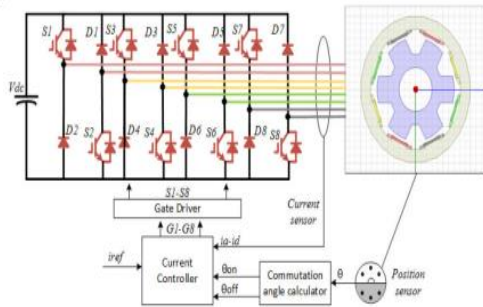 S1 D1 S3 D3 S5 D5 S7 D7
Vdc
D2 S2 D4 S4 D6 S6 D8 S8
S1-S8
Gate Driver
G1-G8
Current sensor
iref
Current Controller
ia-id
θon
θoff
Commutation angle calculator
θ
Position sensor